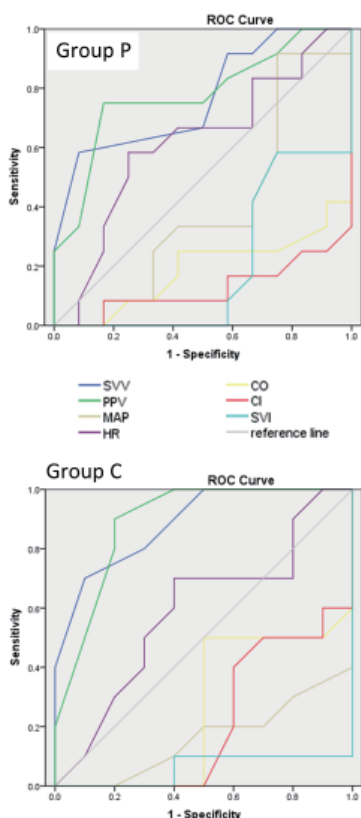 ROC Curve
Group P
1.0
0.8
0.6
0.4
0.2
0.0
Sensitivity
0.0 0.2 0.4 0.6 0.8 1.0
1 - Specificity
SVV CO
PPV CI
MAP SVI
HR reference line
Group C
ROC Curve
1.0
0.8
0.6
0.4
0.2
0.0
Sensitivity
0.0 0.2 0.4 0.6 0.8 1.0
1 - Specificity